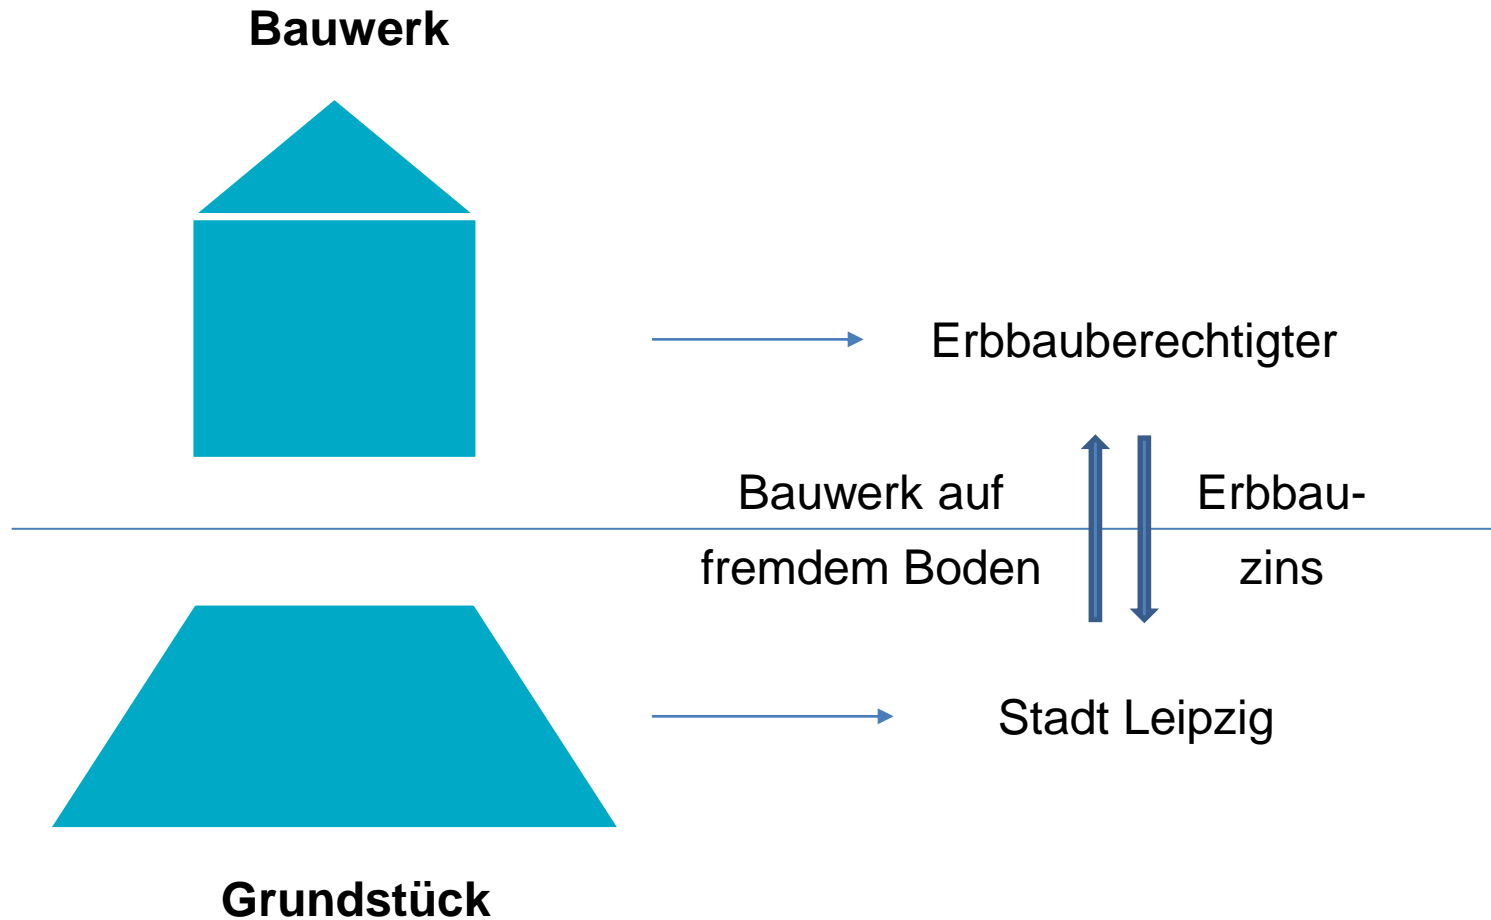 Bauwerk
Erbbauberechtigter
Bauwerk auf
fremdem Boden
Erbbau-
zins
Stadt Leipzig
Grundstück